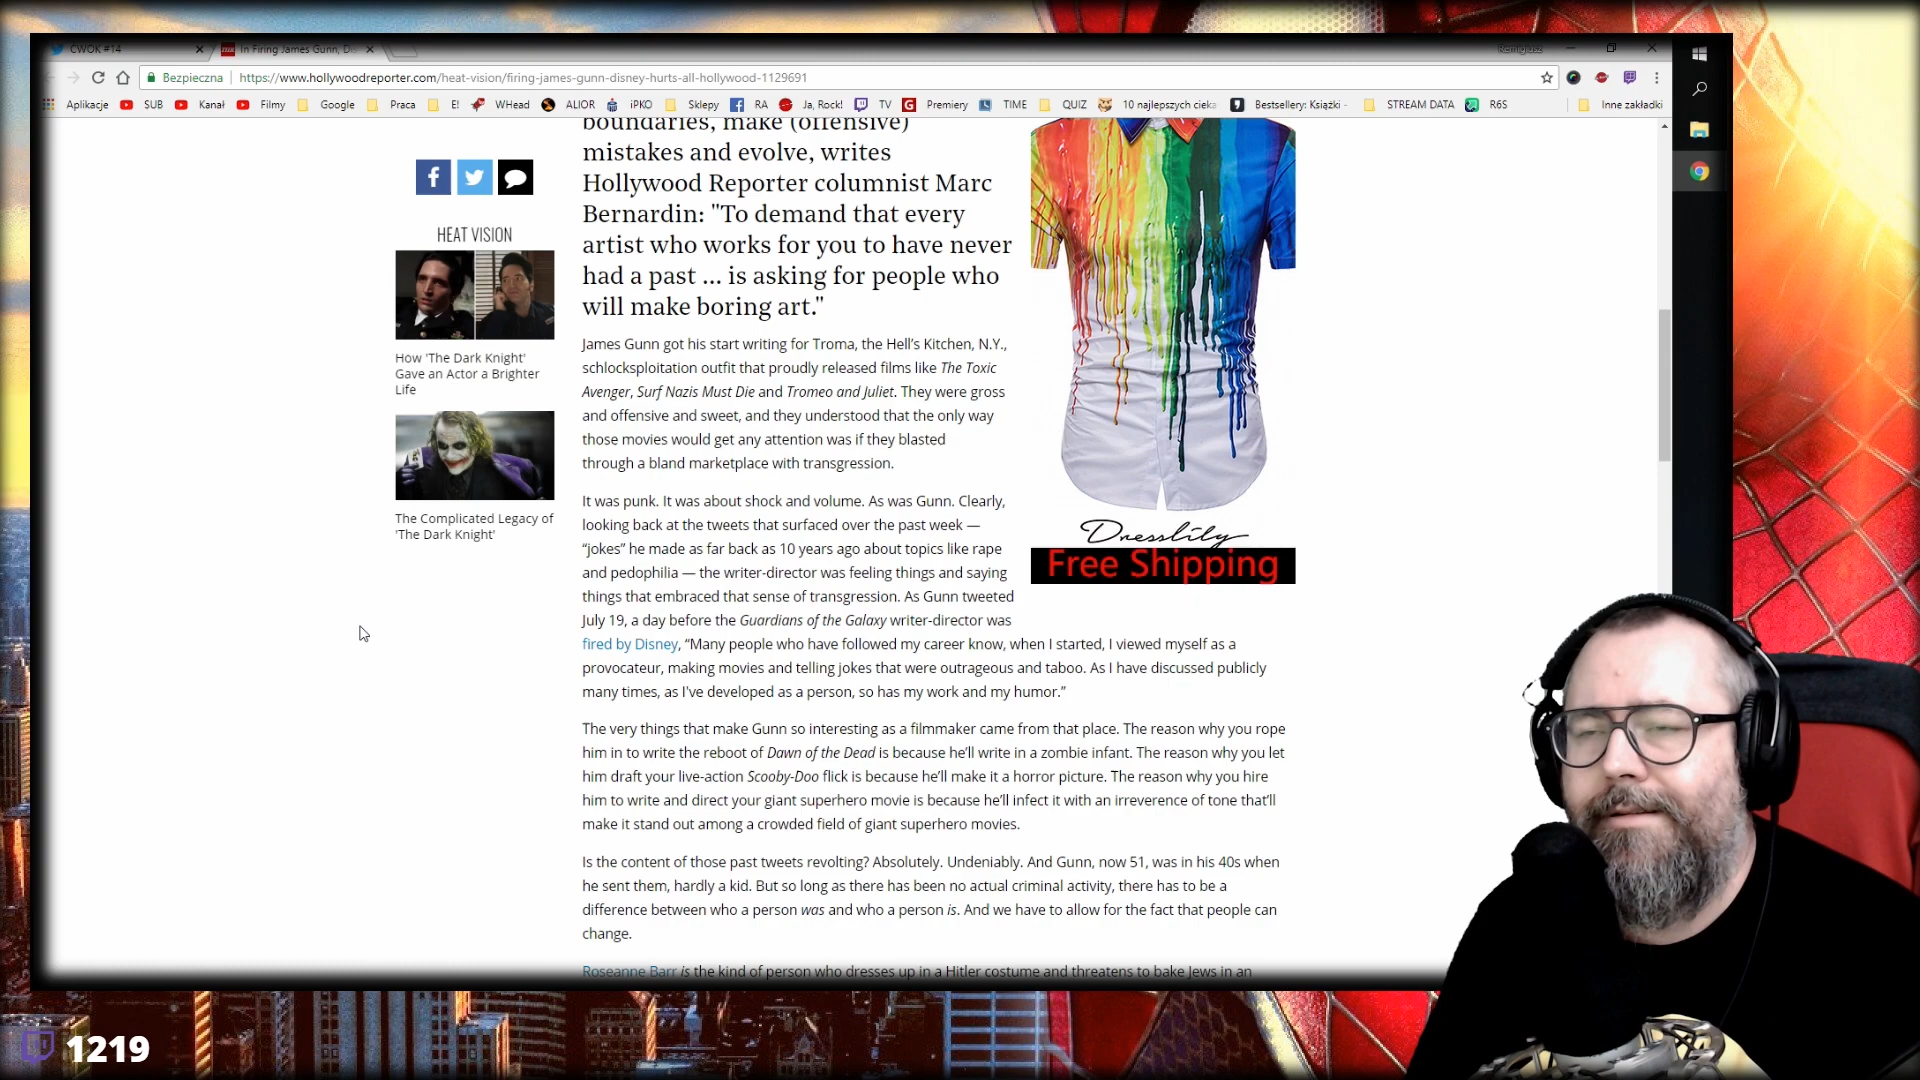 CWOK #14
In Firing James Gunn, D
Remigiusz
Bezpieczna
https://www.hollywoodreporter.com/heat-vision/firing-james-gunn-disney-hurts-all-hollywood-1129691
Aplikacje SUB Kanał Filmy Google Praca E! WHead ALIOR iPKO Sklepy RA Ja, Rock! TV Premiery TIME QUIZ 10 najlepszych cieka Bestsellery: Książki - STREAM DATA R6S Inne zakładki
boundaries, make (offensive)
mistakes and evolve, writes
Hollywood Reporter columnist Marc
Bernardin: "To demand that every
artist who works for you to have never
had a past ... is asking for people who
will make boring art."
HEAT VISION
How 'The Dark Knight'
Gave an Actor a Brighter
Life
The Complicated Legacy of
'The Dark Knight'
James Gunn got his start writing for Troma, the Hell's Kitchen, N.Y.,
schlocksploitation outfit that proudly released films like The Toxic
Avenger, Surf Nazis Must Die and Tromeo and Juliet. They were gross
and offensive and sweet, and they understood that the only way
those movies would get any attention was if they blasted
through a bland marketplace with transgression.
It was punk. It was about shock and volume. As was Gunn. Clearly,
looking back at the tweets that surfaced over the past week —
“jokes” he made as far back as 10 years ago about topics like rape
and pedophilia — the writer-director was feeling things and saying
things that embraced that sense of transgression. As Gunn tweeted
July 19, a day before the Guardians of the Galaxy writer-director was
fired by Disney, “Many people who have followed my career know, when I started, I viewed myself as a
provocateur, making movies and telling jokes that were outrageous and taboo. As I have discussed publicly
many times, as I've developed as a person, so has my work and my humor.”
The very things that make Gunn so interesting as a filmmaker came from that place. The reason why you rope
him in to write the reboot of Dawn of the Dead is because he'll write in a zombie infant. The reason why you let
him draft your live-action Scooby-Doo flick is because he'll make it a horror picture. The reason why you hire
him to write and direct your giant superhero movie is because he'll infect it with an irreverence of tone that'll
make it stand out among a crowded field of giant superhero movies.
Is the content of those past tweets revolting? Absolutely. Undeniably. And Gunn, now 51, was in his 40s when
he sent them, hardly a kid. But so long as there has been no actual criminal activity, there has to be a
difference between who a person was and who a person is. And we have to allow for the fact that people can
change.
Roseanne Barr is the kind of person who dresses up in a Hitler costume and threatens to bake Jews in an
Dresslily
Free Shipping
1219